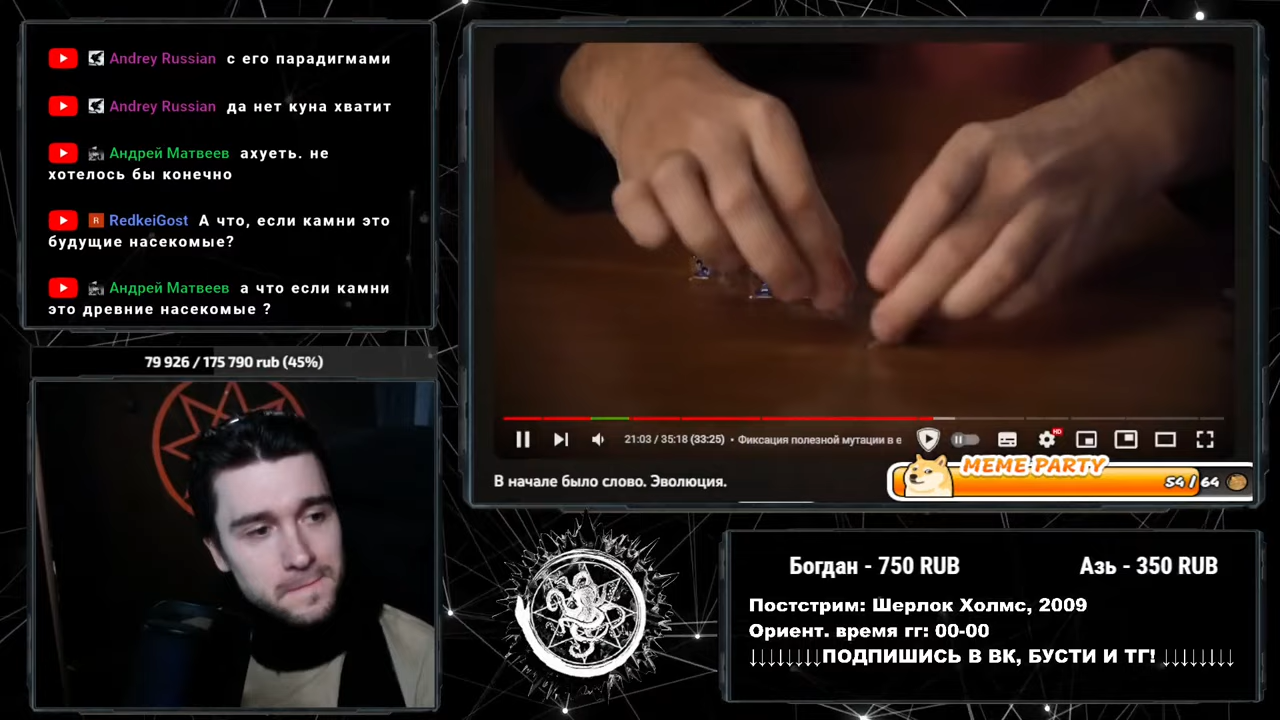 Andrey Russian с его парадигмами
Andrey Russian да нет куна хватит
Андрей Матвеев ахуеть. не
хотелось бы конечно
R RedkeiGost А что, если камни это
будущие насекомые?
Андрей Матвеев а что если камни
это древние насекомые ?
79 926 / 175 790 rub (45%)
21:03 / 35:18 (33:25) • Фиксация полезной мутации в е
HD
В начале было слово. Эволюция.
MEME PARTY
54 / 64
Богдан - 750 RUB Азь - 350 RUB
Постстрим: Шерлок Холмс, 2009
Ориент. время гг: 00-00
↓↓↓↓↓↓↓↓ПОДПИШИСЬ В ВК, БУСТИ И ТГ! ↓↓↓↓↓↓↓↓